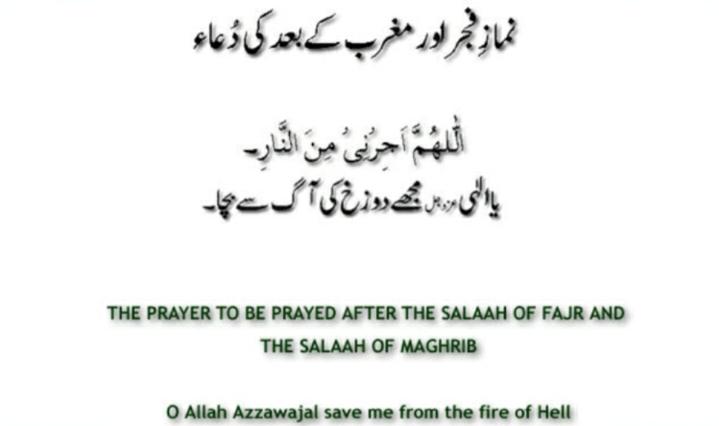 نمازِ فجر اور مغرب کے بعد کی دُعاء
اَللّٰهُمَّ اَجِرْنِیْ مِنَ النَّارِ۔
یا الٰہی عزوجل مجھے دوزخ کی آگ سے بچا۔
THE PRAYER TO BE PRAYED AFTER THE SALAAH OF FAJR AND
THE SALAAH OF MAGHRIB
O Allah Azzawajal save me from the fire of Hell